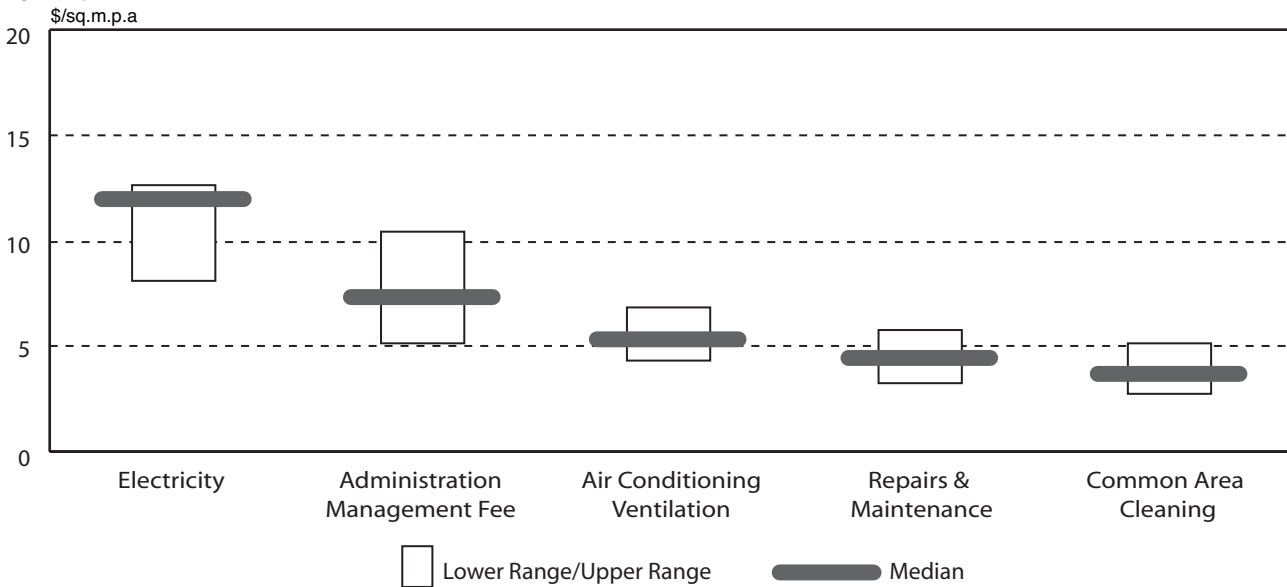 $/sq.m.p.a
20
15
10
5
0
Electricity
Administration
Management Fee
Air Conditioning
Ventilation
Repairs &
Maintenance
Common Area
Cleaning
Lower Range/Upper Range
Median